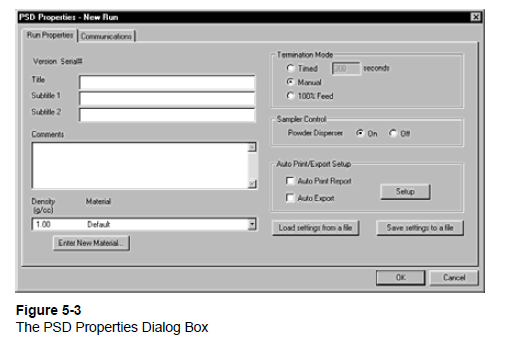 PSD Properties - New Run
Run Properties
Communications
Version Serial#
Title
Subtitle 1
Subtitle 2
Comments
Density
(g/cc)
Material
1.00 Default
Enter New Material...
Termination Mode
Timed 300 seconds
Manual
100% Feed
Sampler Control
Powder Disperser On Off
Auto Print/Export Setup
Auto Print Report
Auto Export
Setup
Load settings from a file
Save settings to a file
OK
Cancel
Figure 5-3
The PSD Properties Dialog Box